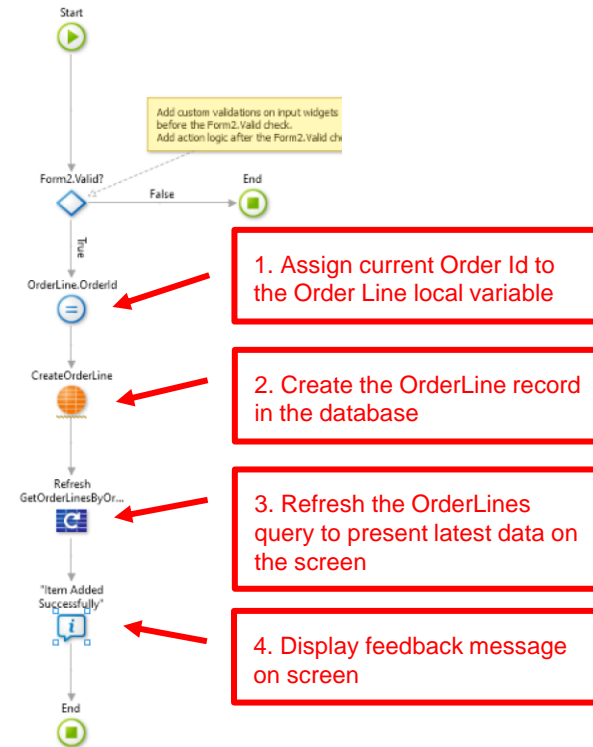 Start
Add custom validations on input widgets
before the Form2.Valid check.
Add action logic after the Form2.Valid
Form2.Valid?
False
End
True
OrderLine.OrderId
1. Assign current Order Id to
the Order Line local variable
CreateOrderLine
2. Create the OrderLine record
in the database
Refresh
GetOrderLinesByOr...
3. Refresh the OrderLines
query to present latest data on
the screen
"Item Added
Successfully"
4. Display feedback message
on screen
End